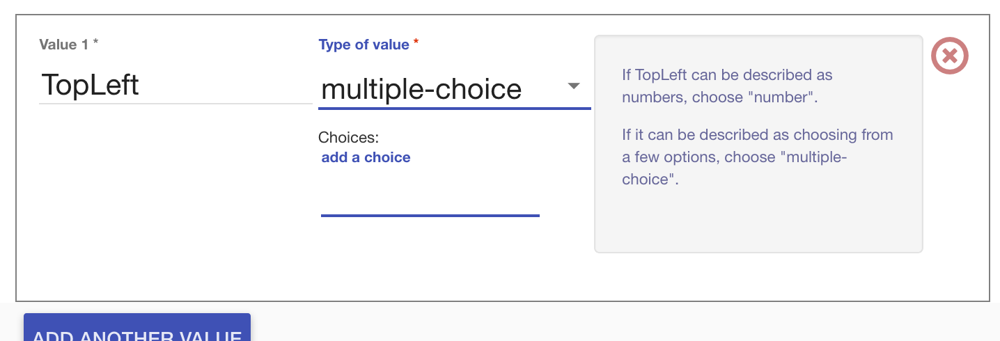 Value 1 *
TopLeft
Type of value *
multiple-choice
Choices:
add a choice
If TopLeft can be described as
numbers, choose "number".
If it can be described as choosing from
a few options, choose "multiple-
choice".
ADD ANOTHER VALUE